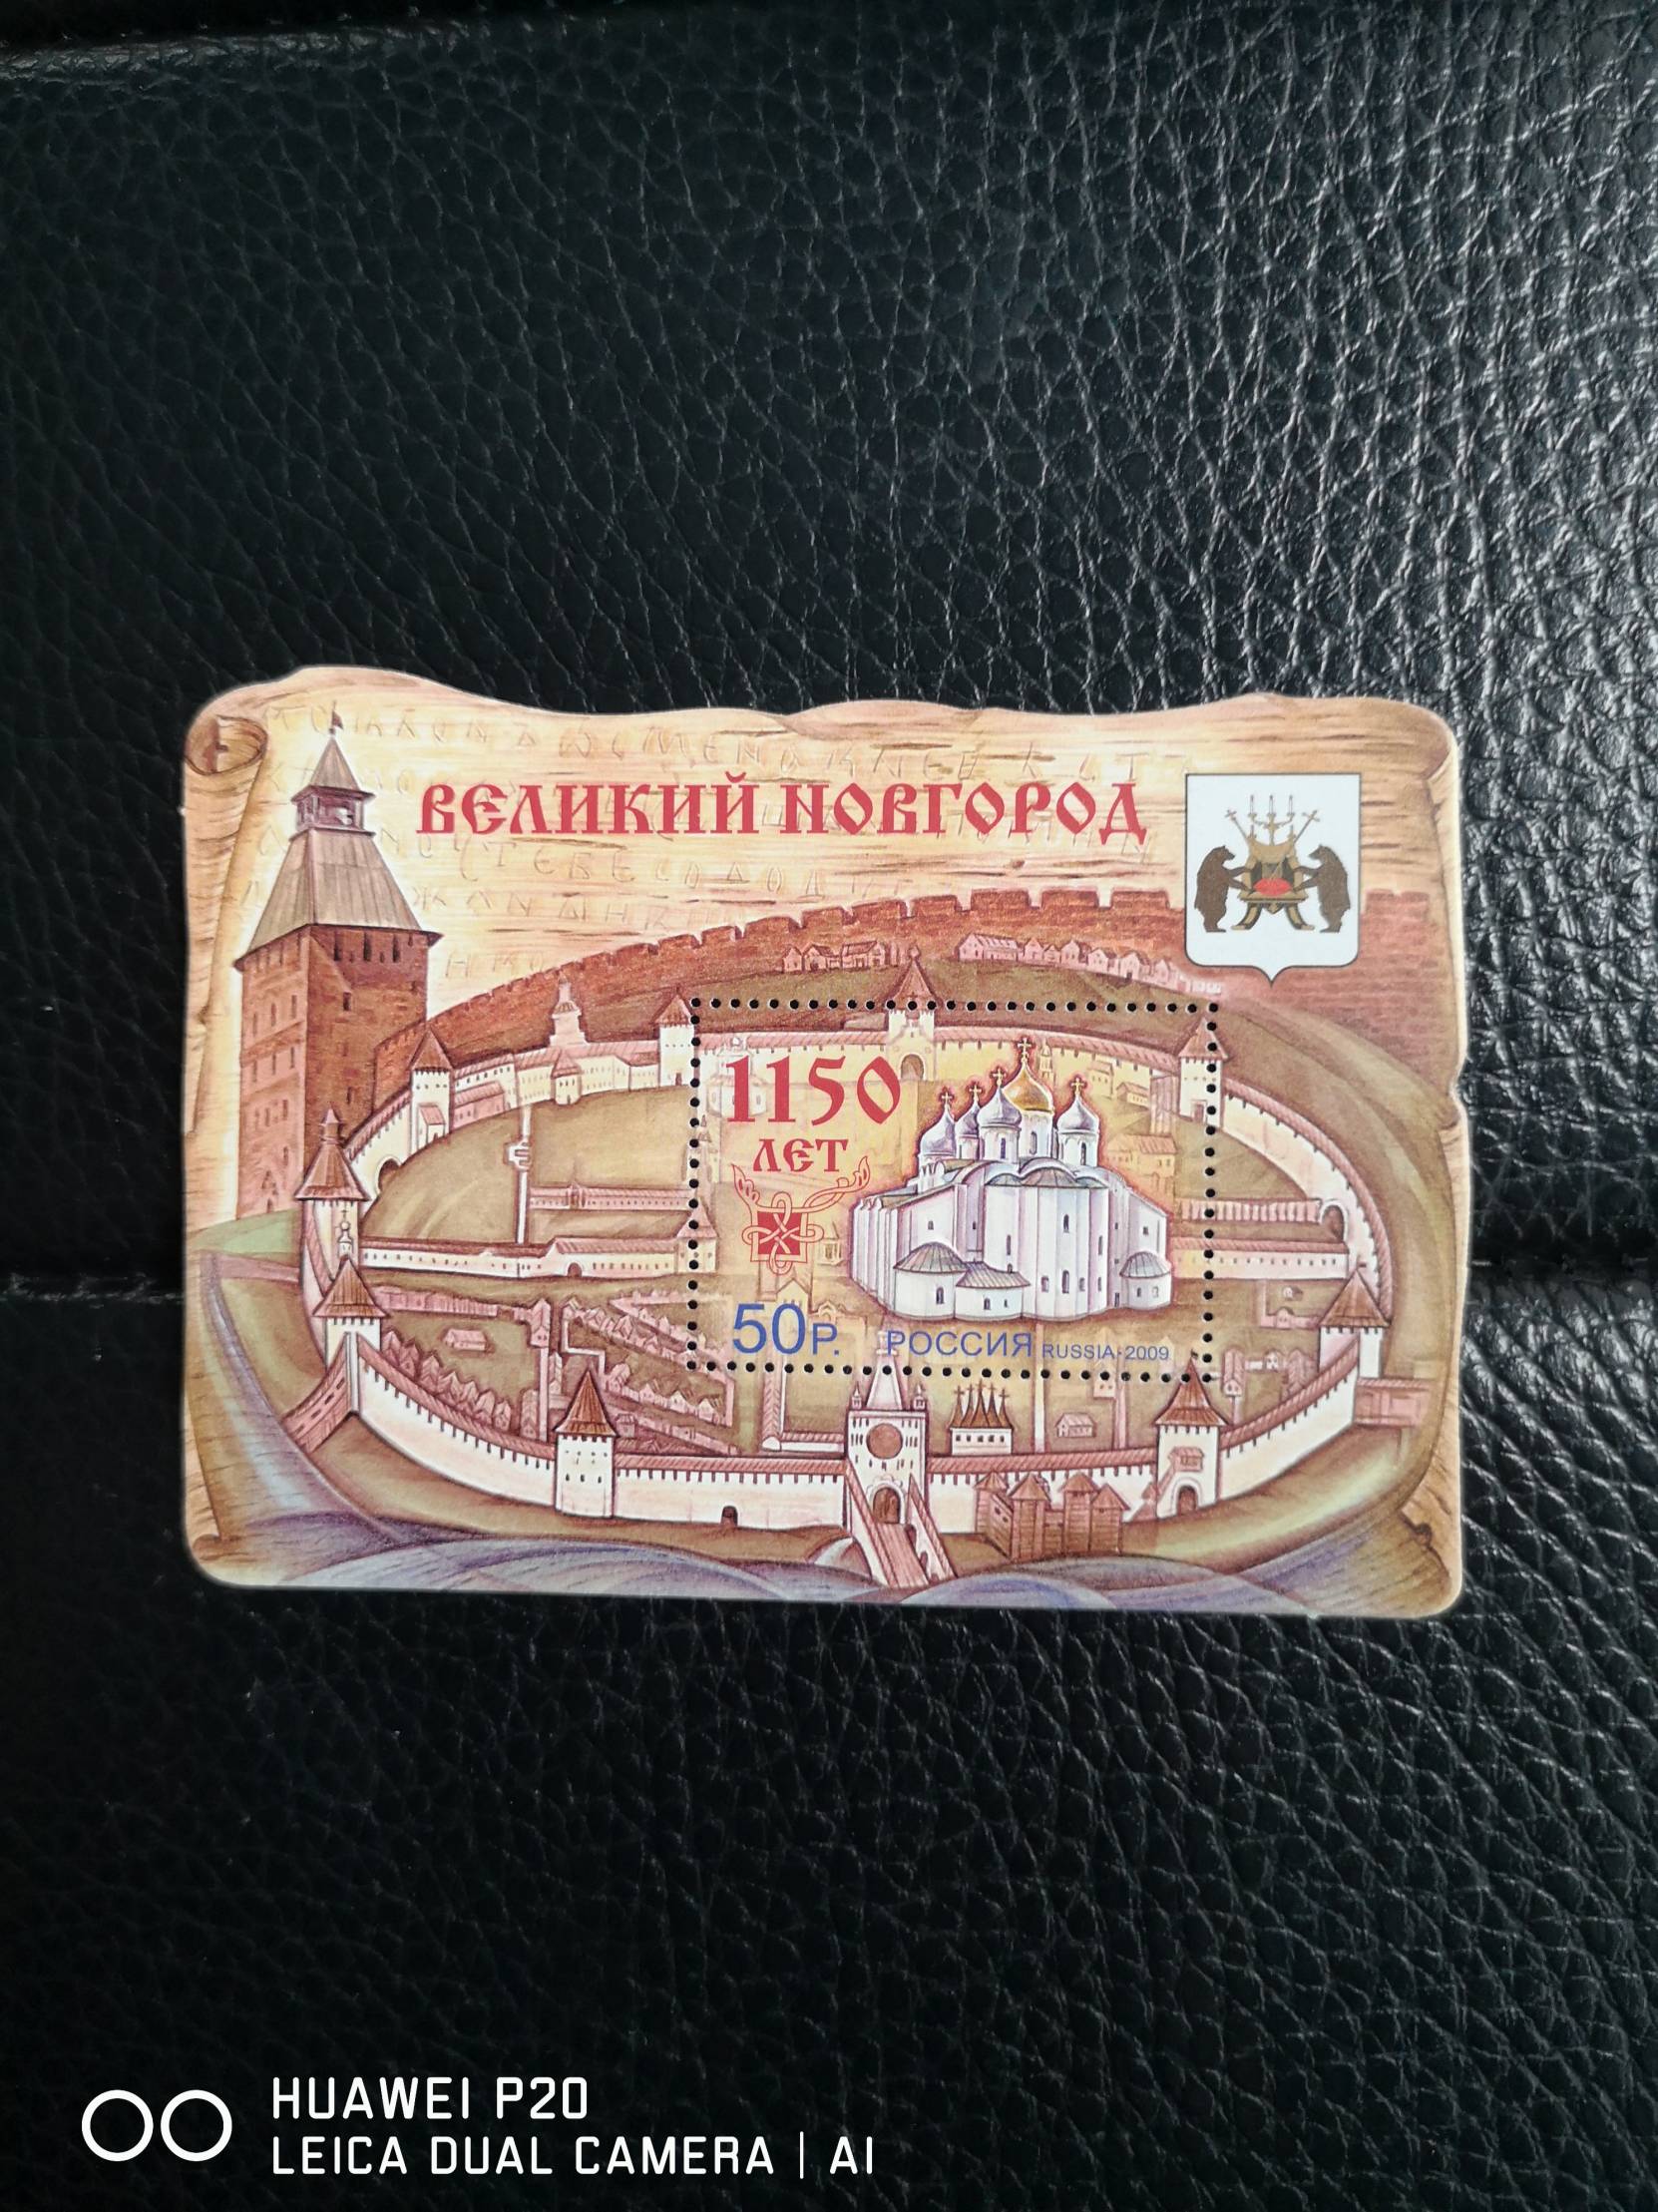 ВЕЛИКИЙ НОВГОРОД
1150
ЛЕТ
50Р. РОССИЯ RUSSIA·2009
HUAWEI P20
LEICA DUAL CAMERA | AI